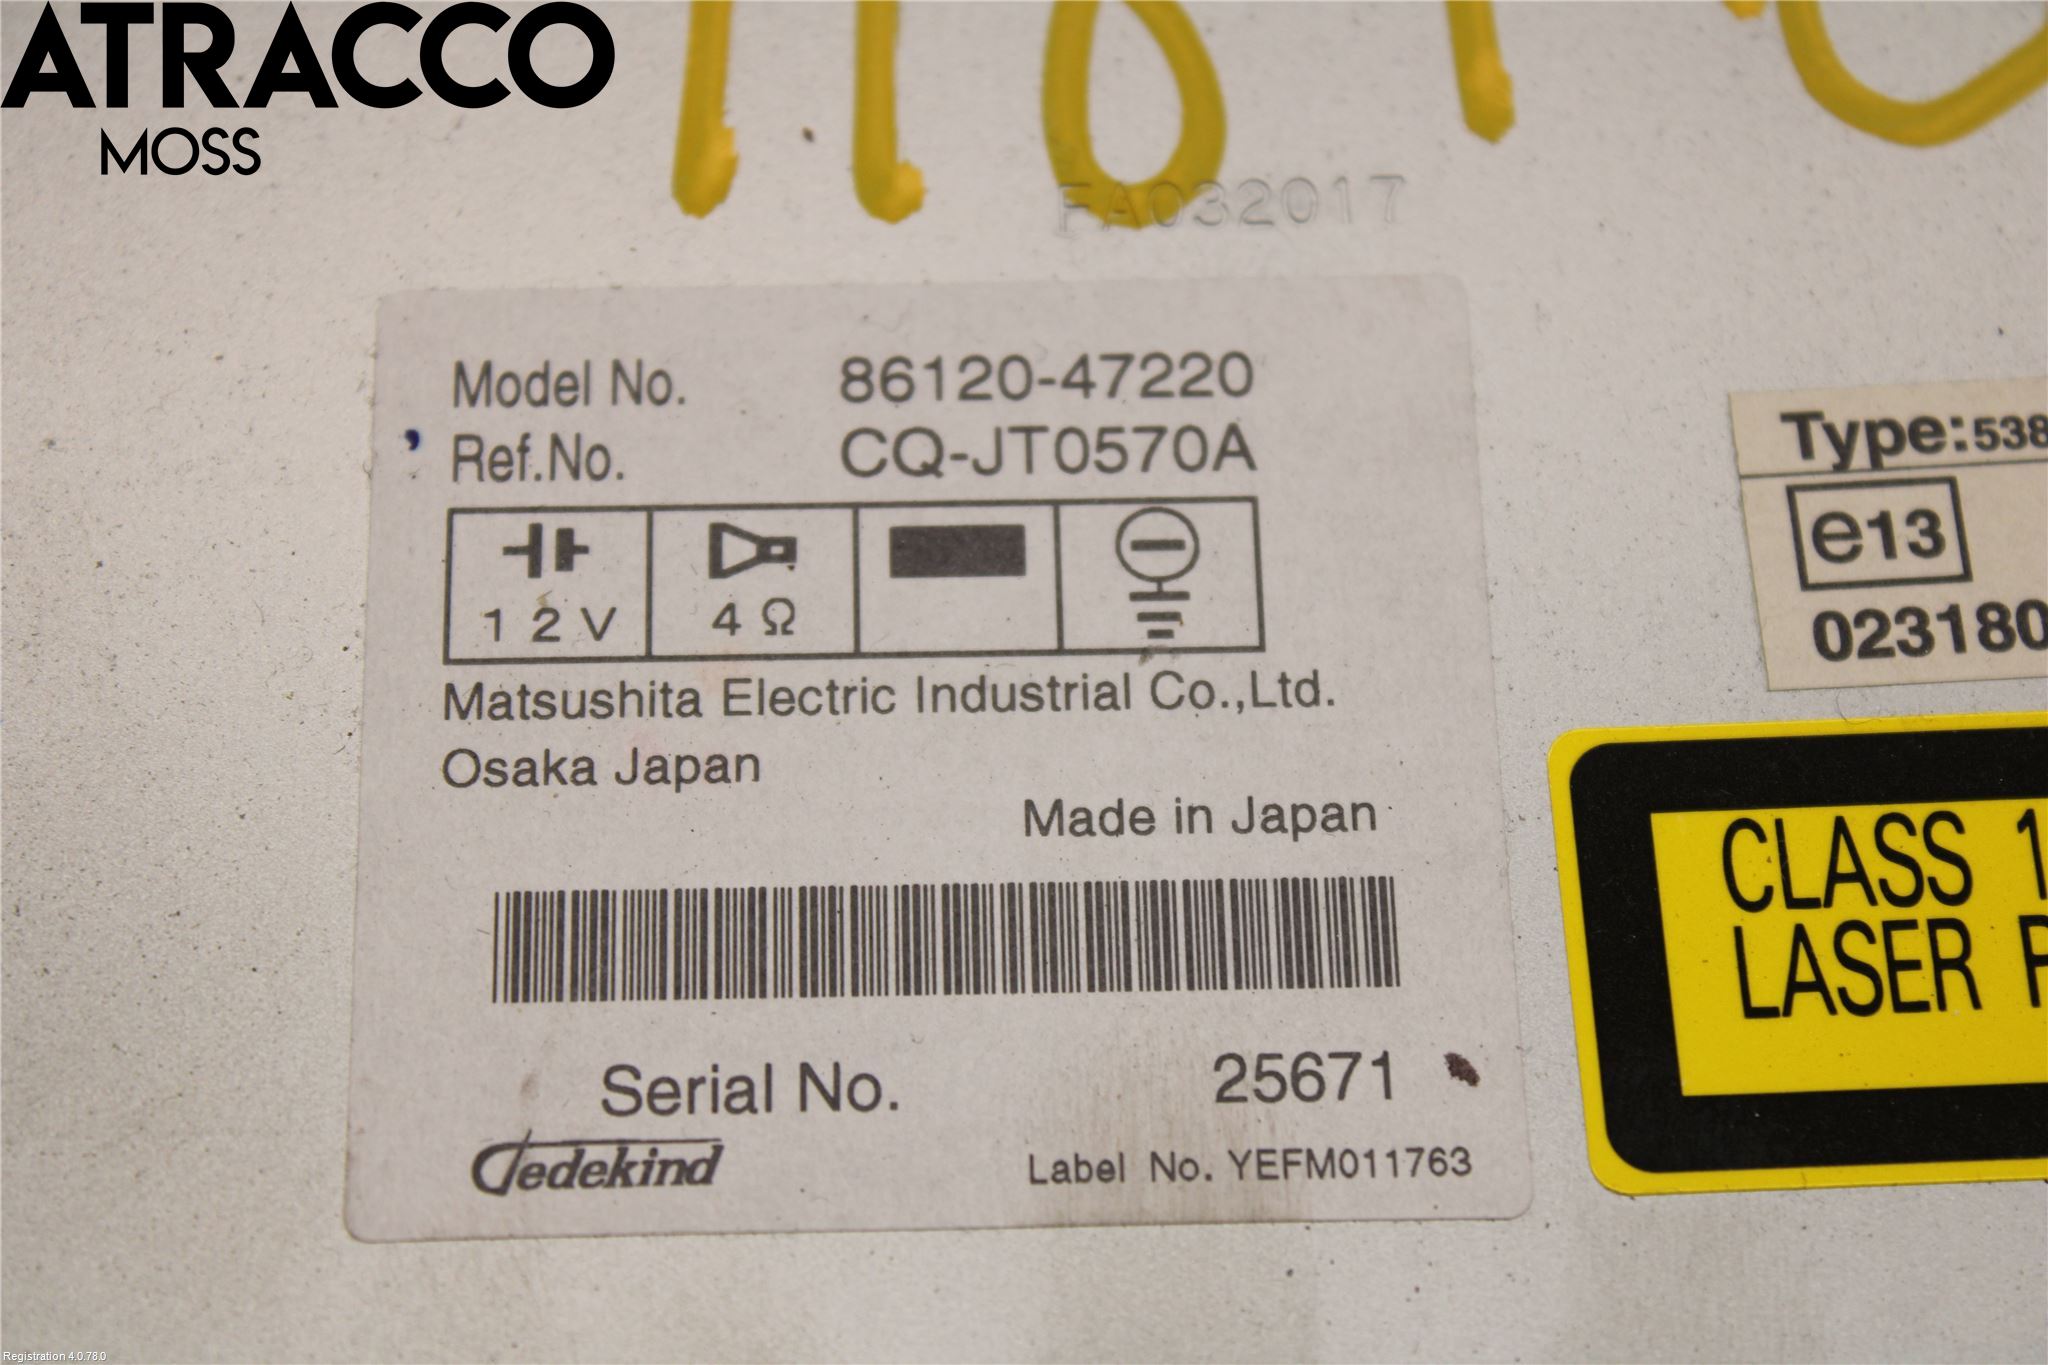 ATRACCO
MOSS
FA032017
Model No. 86120-47220
Ref.No. CQ-JT0570A
12V 4Ω
Matsushita Electric Industrial Co.,Ltd.
Osaka Japan
Made in Japan
Serial No. 25671
Dedekind Label No. YEFM011763
Type:538
e13
023180
CLASS 1
LASER P
Registration 4.0.78.0